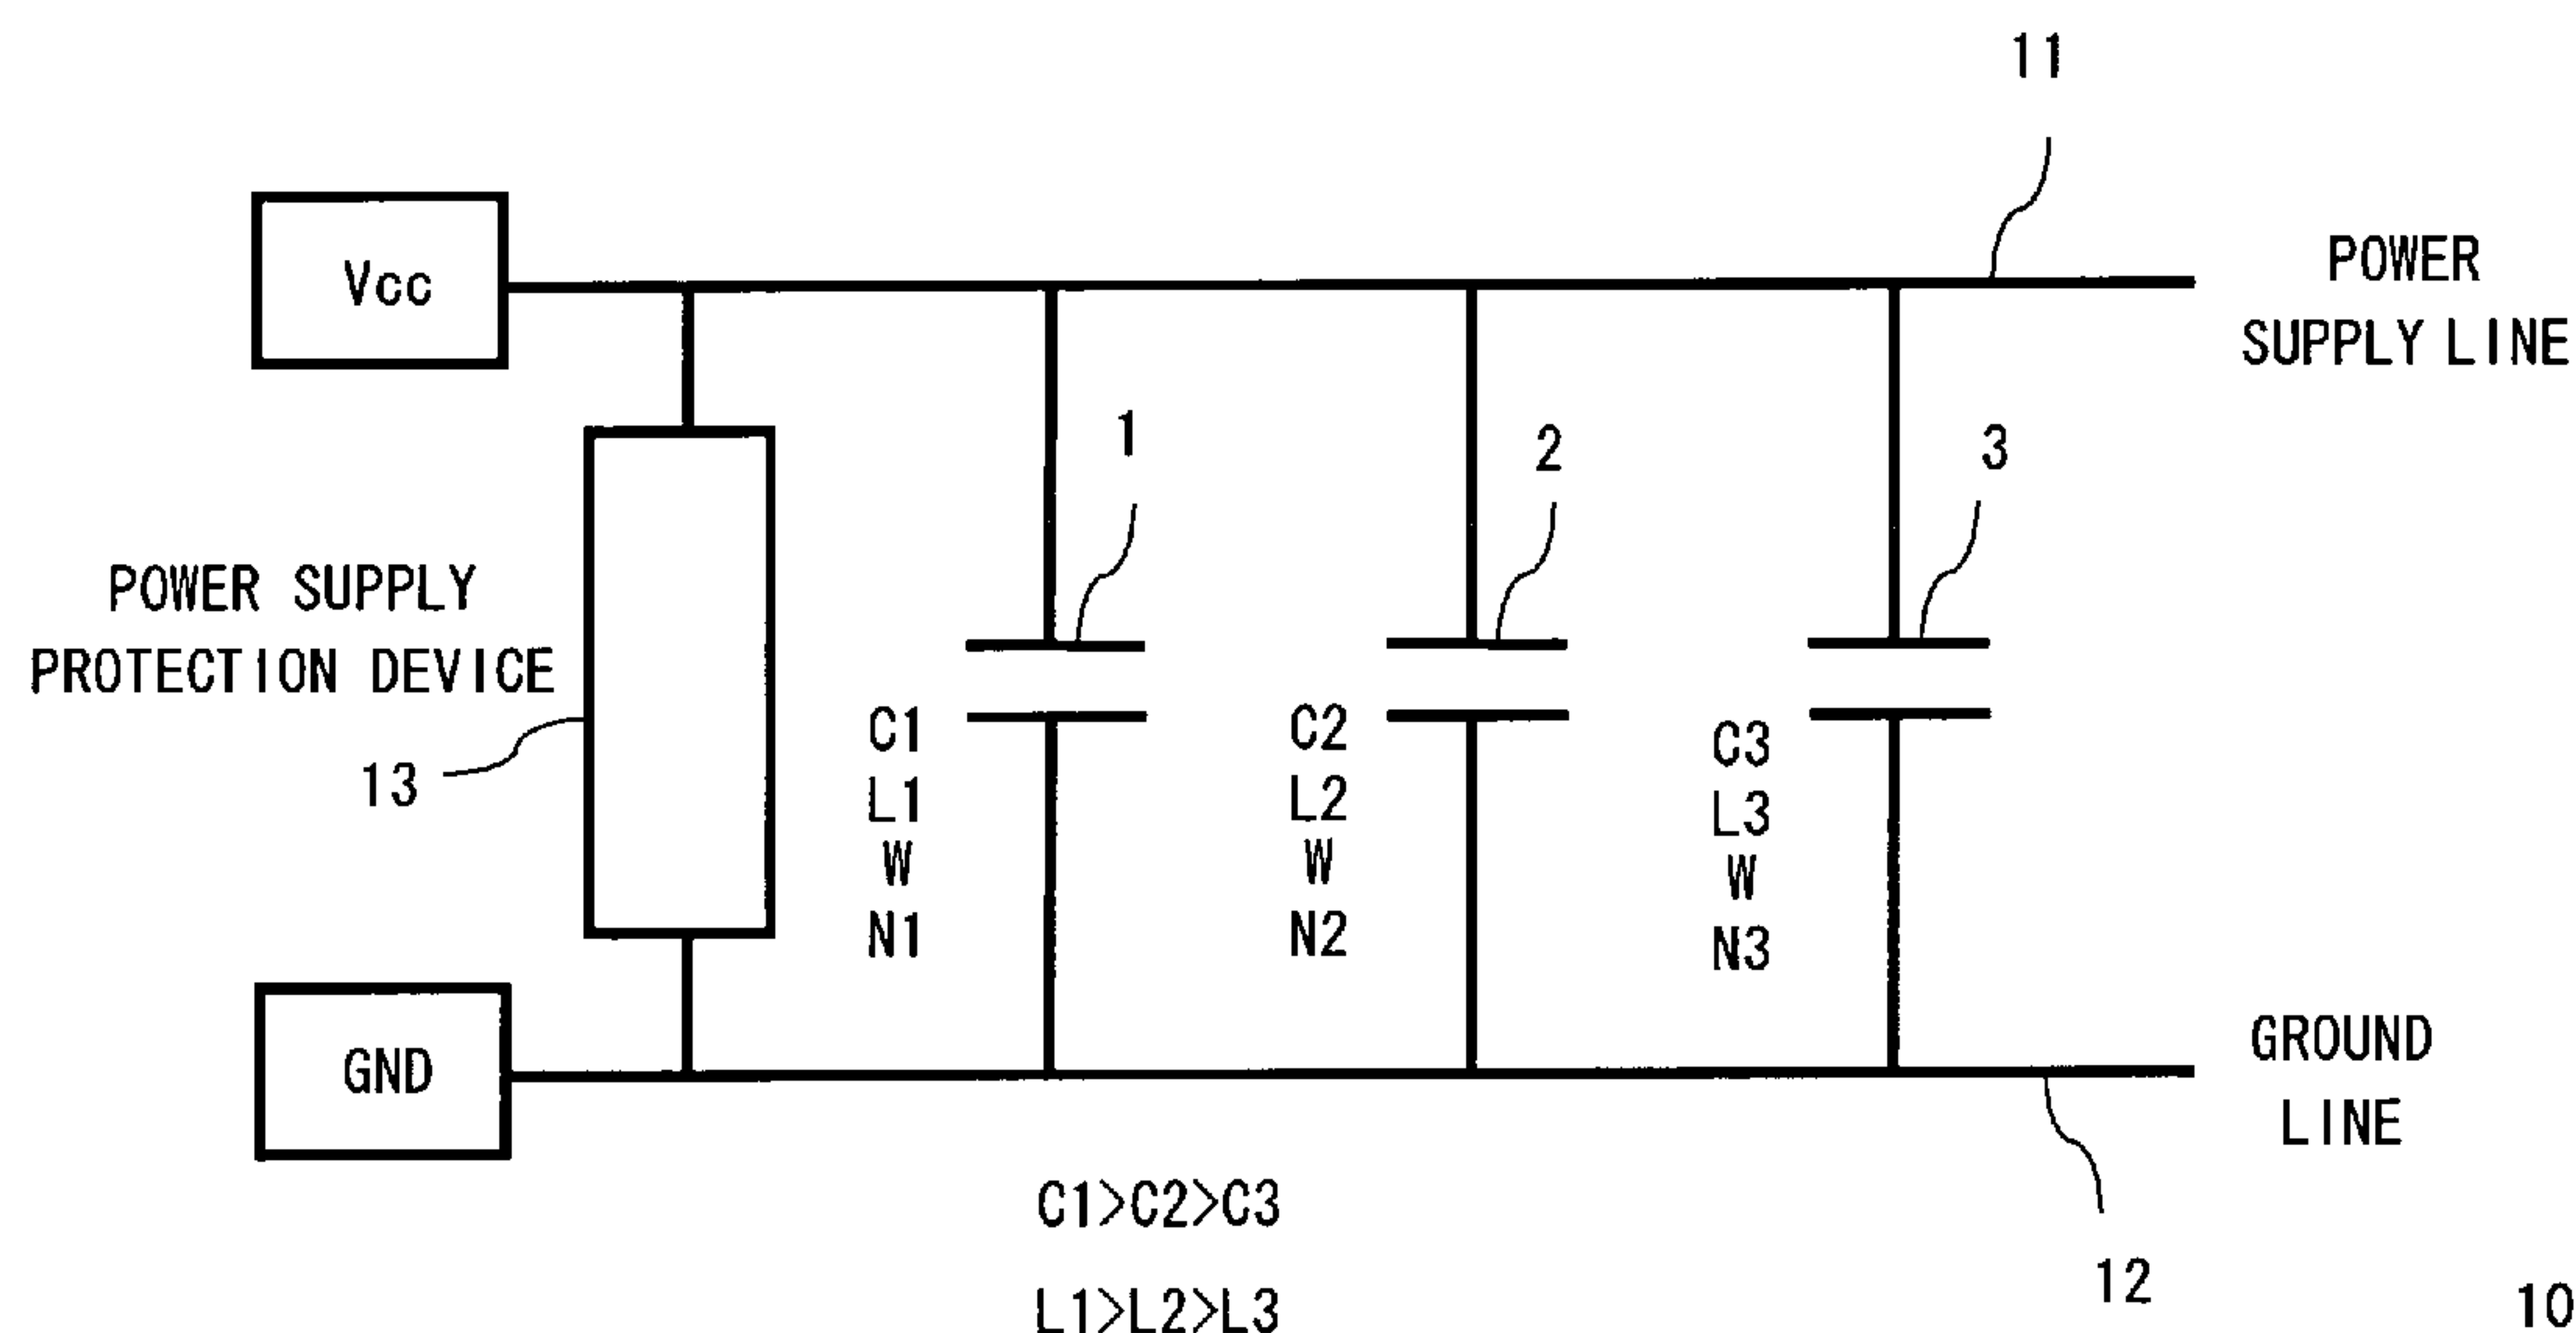 11
Vcc
POWER
SUPPLY LINE
1
2
3
POWER SUPPLY
PROTECTION DEVICE
13
C1
L1
W
N1
C2
L2
W
N2
C3
L3
W
N3
GND
GROUND
LINE
C1>C2>C3
L1>L2>L3
12
10